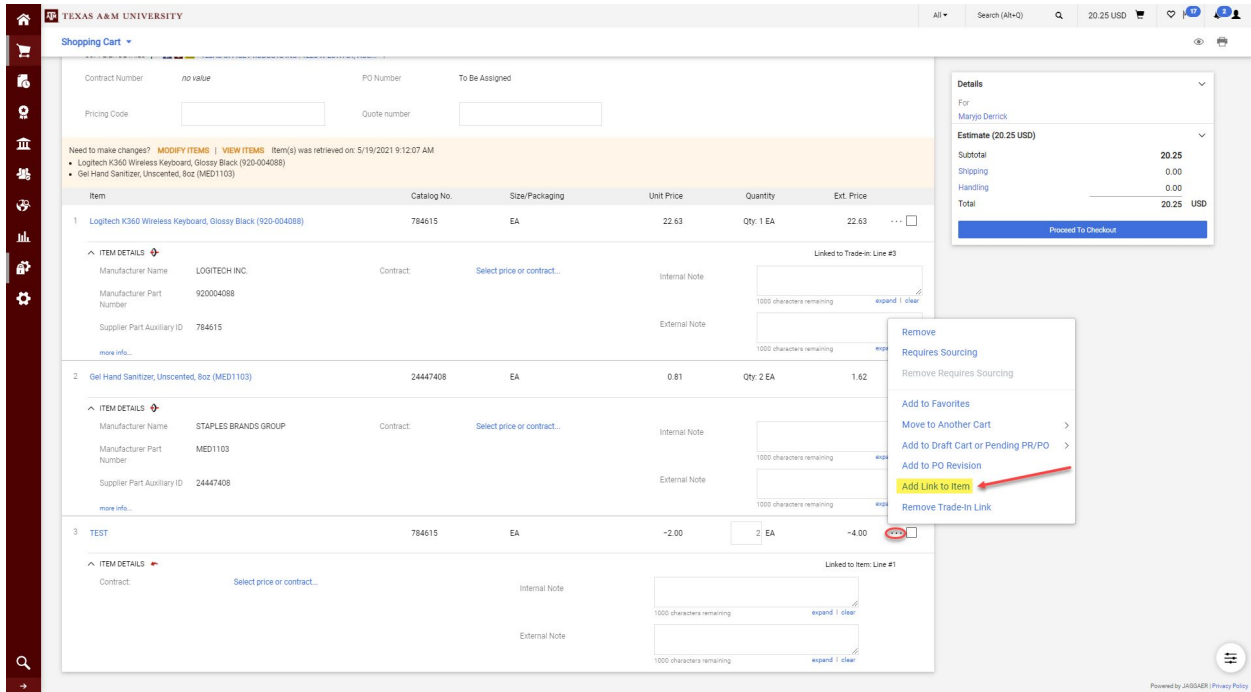 TEXAS A&M UNIVERSITY
All Search (Alt+Q) 20.25 USD 17 2
Shopping Cart
Contract Number no value PO Number To Be Assigned
Pricing Code Quote number
Need to make changes? MODIFY ITEMS | VIEW ITEMS Item(s) was retrieved on: 5/19/2021 9:12:07 AM
• Logitech K360 Wireless Keyboard, Glossy Black (920-004088)
• Gel Hand Sanitizer, Unscented, 8oz (MED1103)
Item Catalog No. Size/Packaging Unit Price Quantity Ext. Price
1 Logitech K360 Wireless Keyboard, Glossy Black (920-004088) 784615 EA 22.63 Qty: 1 EA 22.63 ...
ITEM DETAILS Linked to Trade-in: Line #3
Manufacturer Name LOGITECH INC. Contract: Select price or contract... Internal Note
Manufacturer Part Number 920004088
1000 characters remaining expand | clear
Supplier Part Auxiliary ID 784615 External Note
1000 characters remaining
more info...
2 Gel Hand Sanitizer, Unscented, 8oz (MED1103) 24447408 EA 0.81 Qty: 2 EA 1.62
ITEM DETAILS
Manufacturer Name STAPLES BRANDS GROUP Contract: Select price or contract... Internal Note
Manufacturer Part Number MED1103
1000 characters remaining
Supplier Part Auxiliary ID 24447408 External Note
1000 characters remaining
more info...
3 TEST 784615 EA -2.00 2 EA -4.00 ...
ITEM DETAILS Linked to Item: Line #1
Contract: Select price or contract... Internal Note
1000 characters remaining expand | clear
External Note
1000 characters remaining expand | clear
Details
For
Maryjo Derrick
Estimate (20.25 USD)
Subtotal 20.25
Shipping 0.00
Handling 0.00
Total 20.25 USD
Proceed To Checkout
Remove
Requires Sourcing
Remove Requires Sourcing
Add to Favorites
Move to Another Cart
Add to Draft Cart or Pending PR/PO
Add to PO Revision
Add Link to Item
Remove Trade-In Link
Powered by JAGGAER | Privacy Policy